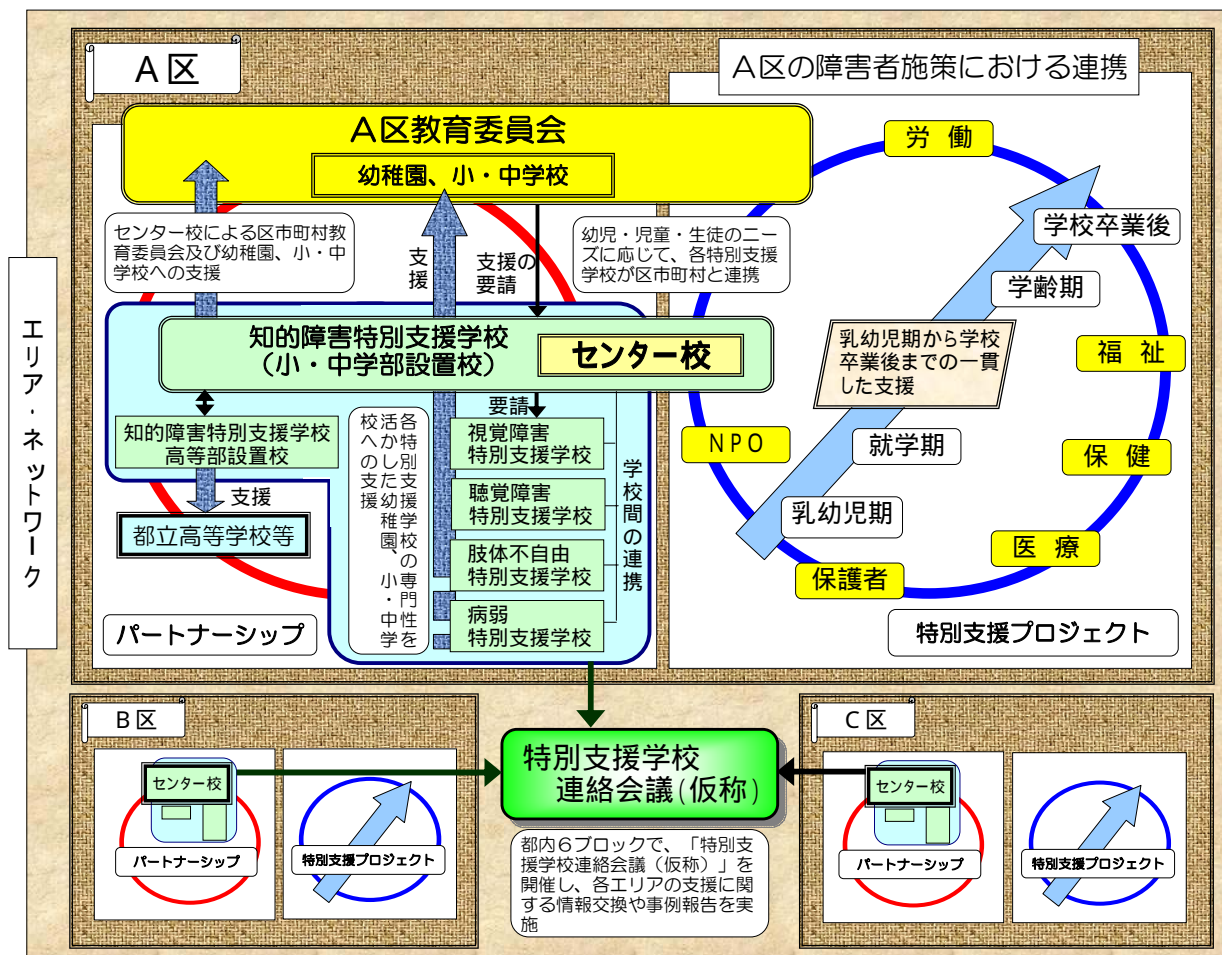 エリア・ネットワーク
A区
A区の障害者施策における連携
A区教育委員会
幼稚園、小・中学校
センター校による区市町村教
育委員会及び幼稚園、小・中
学校への支援
支援
支援の
要請
幼児・児童・生徒のニー
ズに応じて、各特別支援
学校が区市町村と連携
知的障害特別支援学校
（小・中学部設置校）
センター校
知的障害特別支援学校
高等部設置校
支援
都立高等学校等
パートナーシップ
各特別支援学校の専門性を
活かした幼稚園、小・中学
校への支援
要請
視覚障害
特別支援学校
聴覚障害
特別支援学校
肢体不自由
特別支援学校
病弱
特別支援学校
学校間の連携
労 働
学校卒業後
学齢期
乳幼児期から学校
卒業後までの一貫
した支援
福 祉
NPO
就学期
保 健
乳幼児期
医 療
保護者
特別支援プロジェクト
B区
センター校
パートナーシップ
特別支援プロジェクト
特別支援学校
連絡会議(仮称)
都内６ブロックで、「特別支
援学校連絡会議（仮称）」を
開催し、各エリアの支援に関
する情報交換や事例報告を実
施
C区
センター校
パートナーシップ
特別支援プロジェクト